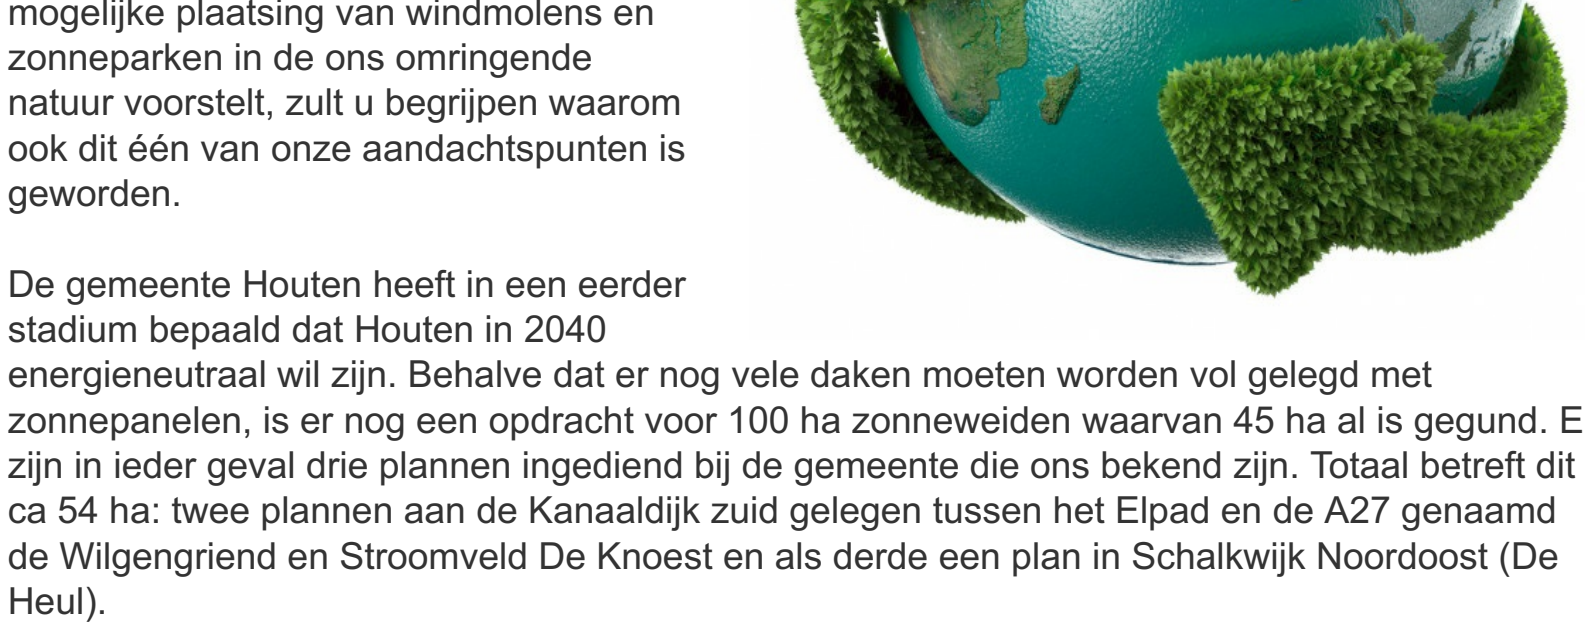 mogelijke plaatsing van windmolens en
zonneparken in de ons omringende
natuur voorstelt, zult u begrijpen waarom
ook dit één van onze aandachtspunten is
geworden.
De gemeente Houten heeft in een eerder
stadium bepaald dat Houten in 2040
energieneutraal wil zijn. Behalve dat er nog vele daken moeten worden vol gelegd met
zonnepanelen, is er nog een opdracht voor 100 ha zonneweiden waarvan 45 ha al is gegund. E
zijn in ieder geval drie plannen ingediend bij de gemeente die ons bekend zijn. Totaal betreft dit
ca 54 ha: twee plannen aan de Kanaaldijk zuid gelegen tussen het Elpad en de A27 genaamd
de Wilgengriend en Stroomveld De Knoest en als derde een plan in Schalkwijk Noordoost (De
Heul).